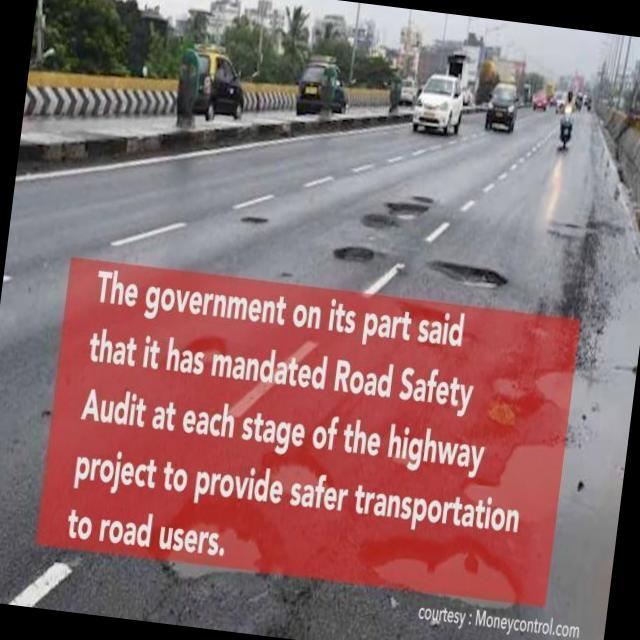 The government on its part said
that it has mandated Road Safety
Audit at each stage of the highway
project to provide safer transportation
to road users.
courtesy : Moneycontrol.com